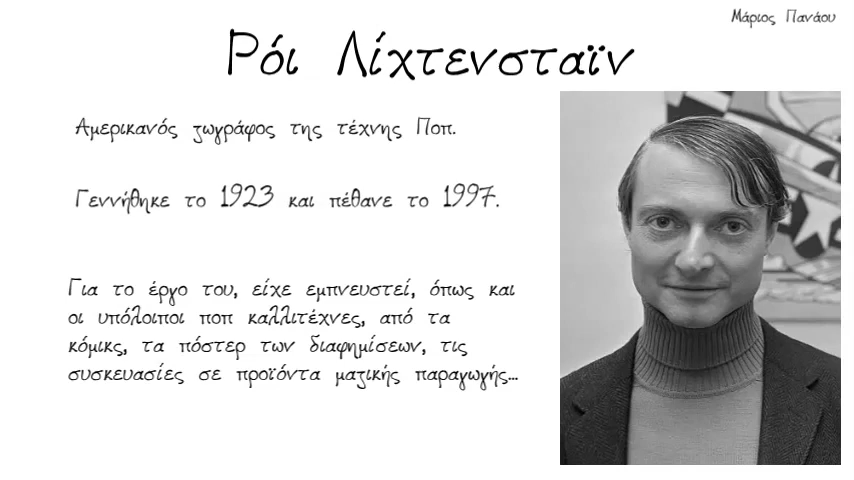 Μάριος Πανάου
Ρόι Λίχτενσταϊν
Αμερικανός ζωγράφος της τέχνης Ποπ.
Γεννήθηκε το 1923 και πέθανε το 1997.
Για το έργο του, είχε εμπνευστεί, όπως και
οι υπόλοιποι ποπ καλλιτέχνες, από τα
κόμικς, τα πόστερ των διαφημίσεων, τις
συσκευασίες σε προϊόντα μαζικής παραγωγής...